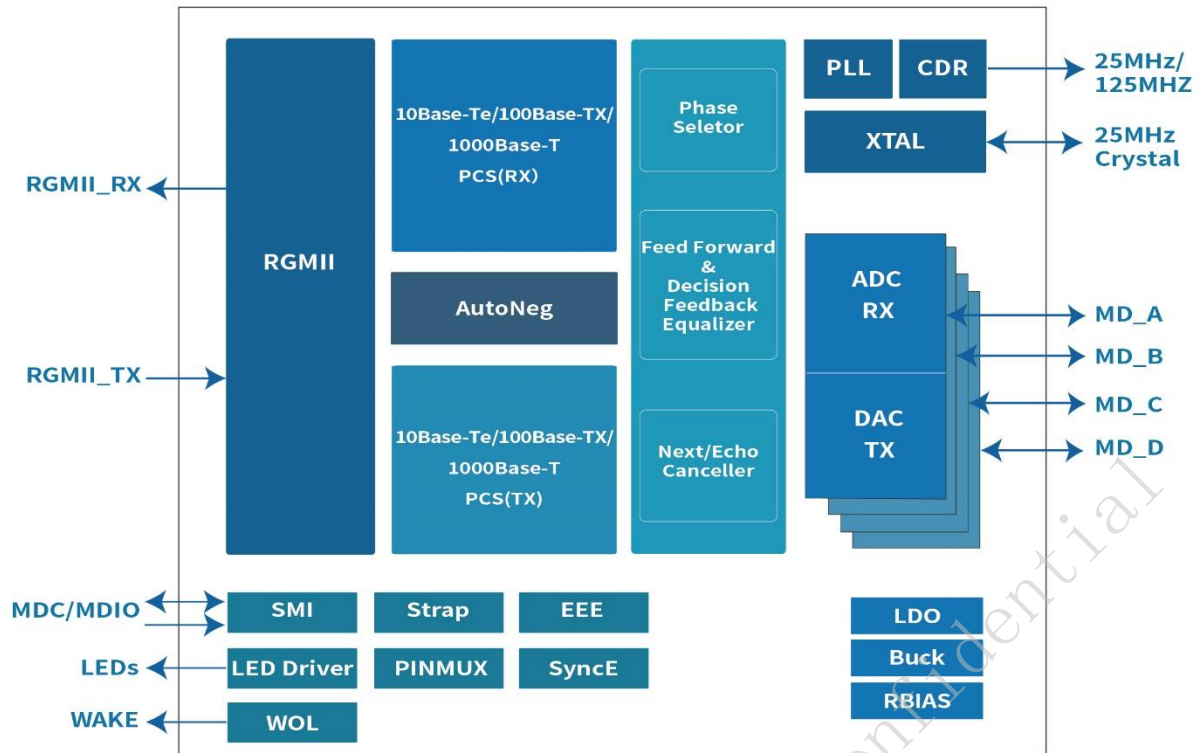 RGMII_RX
RGMII_TX
RGMII
10Base-Te/100Base-TX/
1000Base-T
PCS(RX)
AutoNeg
10Base-Te/100Base-TX/
1000Base-T
PCS(TX)
Phase
Seletor
Feed Forward
&
Decision
Feedback
Equalizer
Next/Echo
Canceller
PLL
CDR
25MHz/
125MHZ
XTAL
25MHz
Crystal
ADC
RX
DAC
TX
MD_A
MD_B
MD_C
MD_D
MDC/MDIO
SMI
Strap
EEE
LEDs
LED Driver
PINMUX
SyncE
WAKE
WOL
LDO
Buck
RBIAS